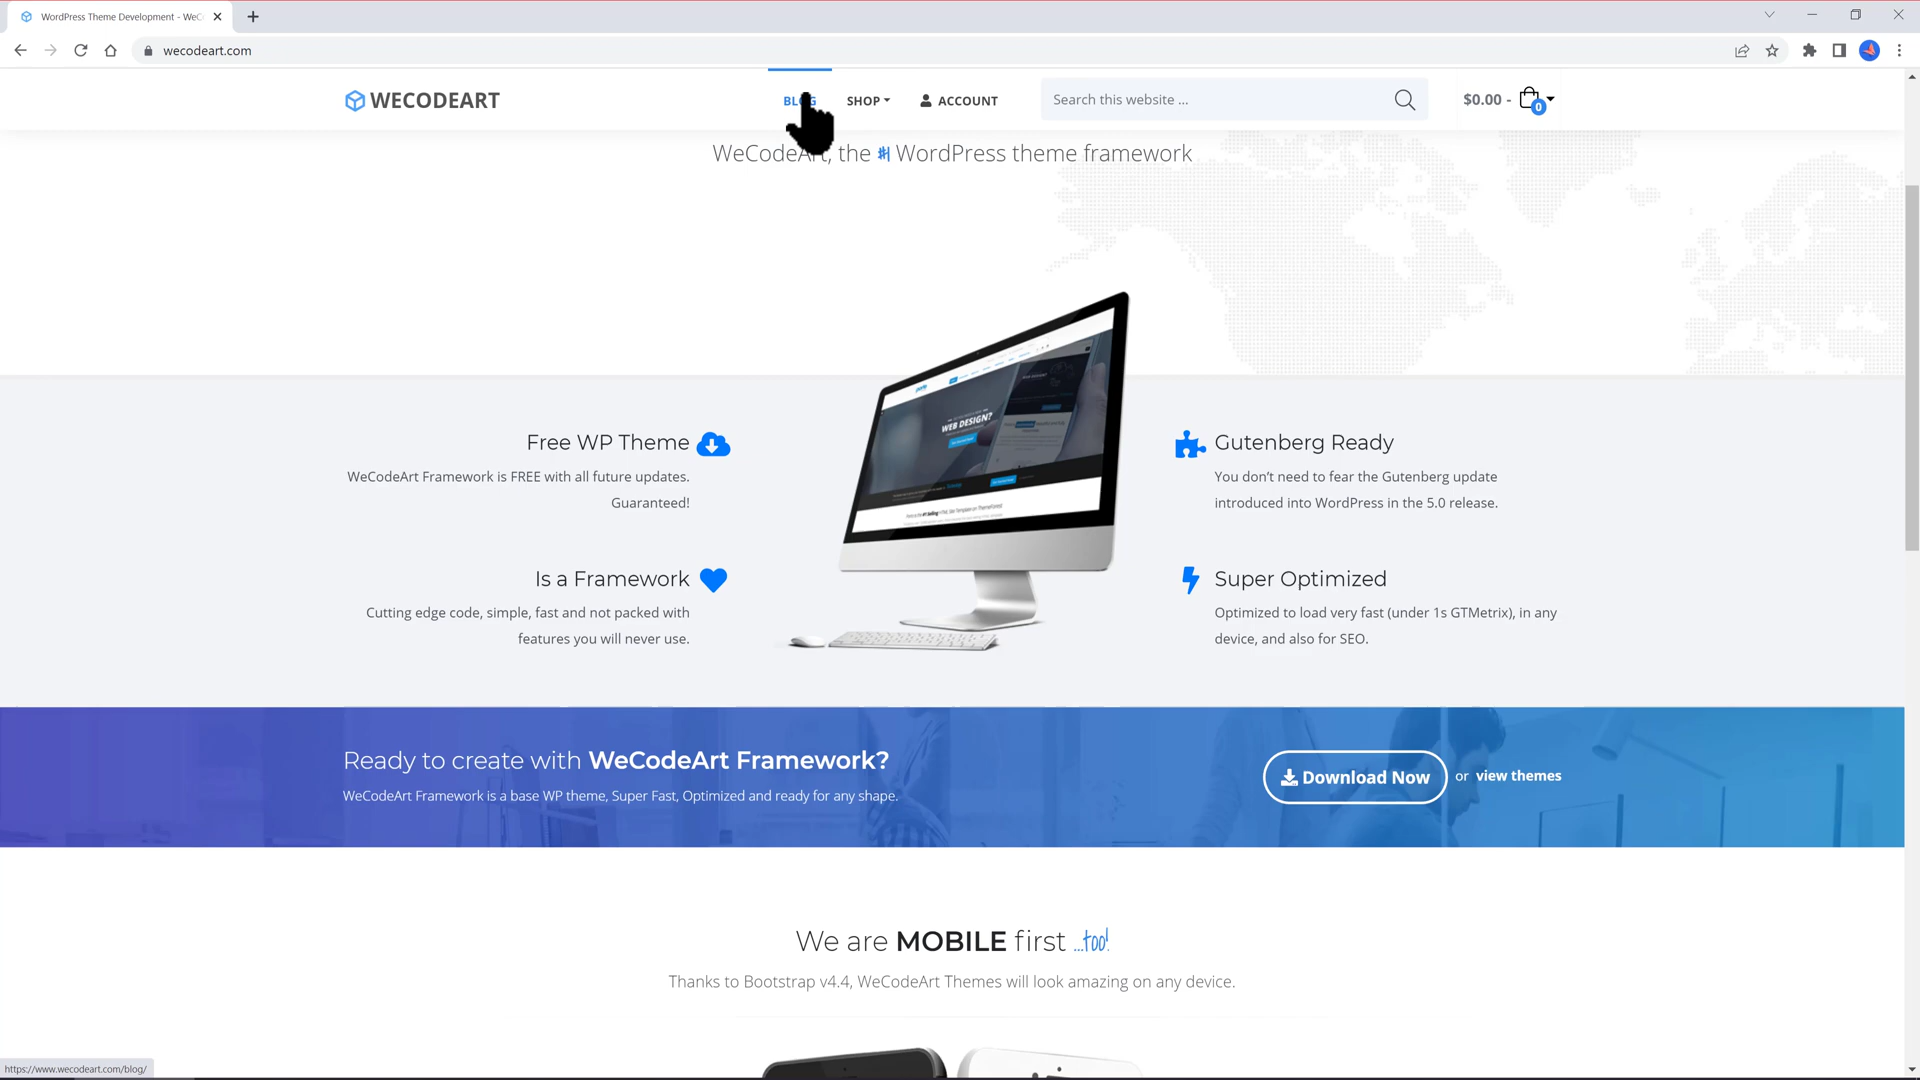 WordPress Theme Development - WeC
wecodeart.com
WECODEART
BLOG
SHOP
ACCOUNT
Search this website ...
$0.00 -
0
WeCodeArt, the #1 WordPress theme framework
WEB DESIGN?
Free WP Theme
WeCodeArt Framework is FREE with all future updates.
Guaranteed!
Gutenberg Ready
You don’t need to fear the Gutenberg update
introduced into WordPress in the 5.0 release.
Is a Framework
Cutting edge code, simple, fast and not packed with
features you will never use.
Super Optimized
Optimized to load very fast (under 1s GTMetrix), in any
device, and also for SEO.
Ready to create with WeCodeArt Framework?
WeCodeArt Framework is a base WP theme, Super Fast, Optimized and ready for any shape.
Download Now or view themes
We are MOBILE first ...too!
Thanks to Bootstrap v4.4, WeCodeArt Themes will look amazing on any device.
https://www.wecodeart.com/blog/